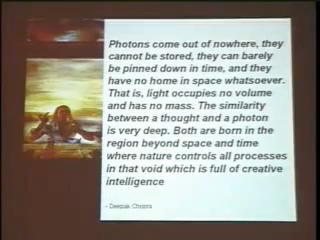 Photons come out of nowhere, they
cannot be stored, they can barely
be pinned down in time, and they
have no home in space whatsoever.
That is, light occupies no volume
and has no mass. The similarity
between a thought and a photon
is very deep. Both are born in the
region beyond space and time
where nature controls all processes
in that void which is full of creative
intelligence
- Deepak Chopra